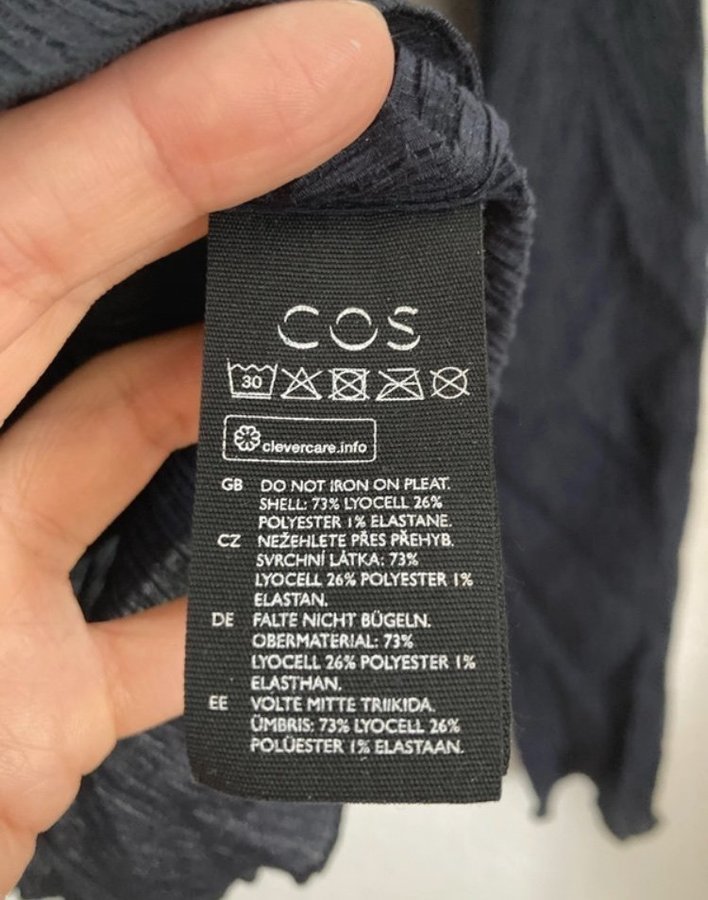 COS
30
clevercare.info
GB DO NOT IRON ON PLEAT.
SHELL: 73% LYOCELL 26%
POLYESTER 1% ELASTANE.
CZ NEŽEHLETE PŘES PŘEHYB.
SVRCHNÍ LÁTKA: 73%
LYOCELL 26% POLYESTER 1%
ELASTAN.
DE FALTE NICHT BÜGELN.
OBERMATERIAL: 73%
LYOCELL 26% POLYESTER 1%
ELASTHAN.
EE VOLTE MITTE TRIIKIDA.
ÜMBRIS: 73% LYOCELL 26%
POLÜESTER 1% ELASTAAN.